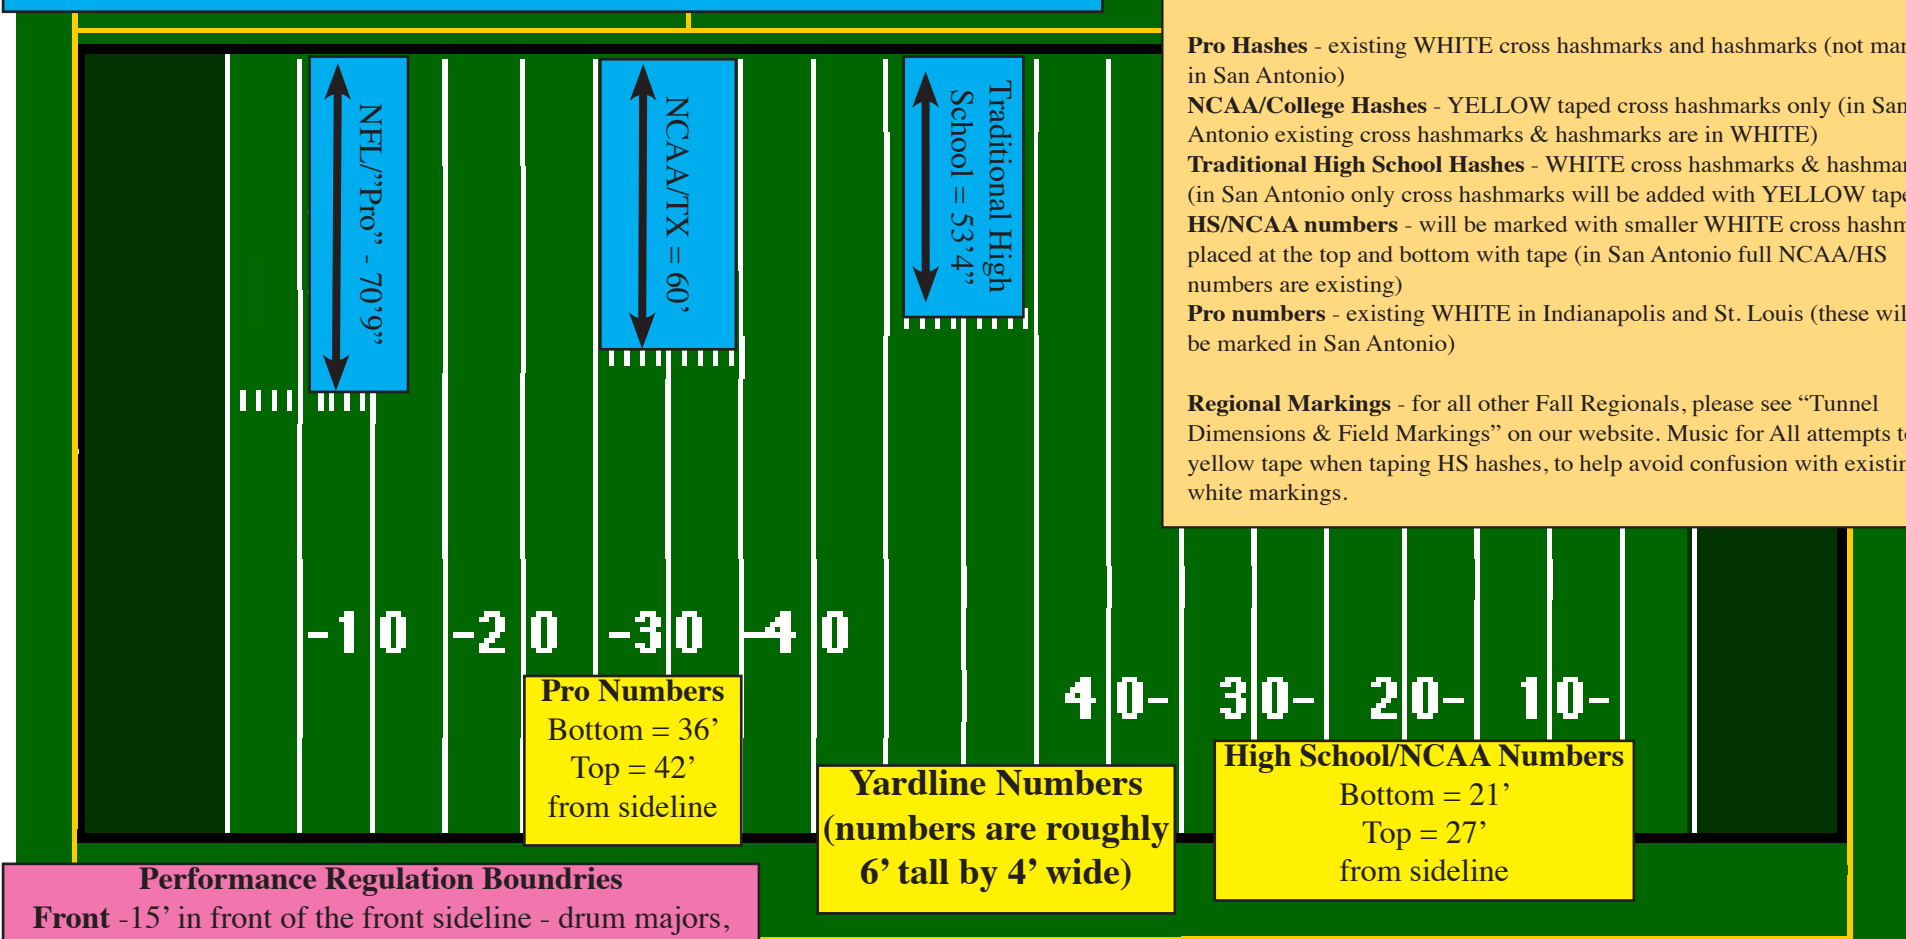 Pro Hashes - existing WHITE cross hashmarks and hashmarks (not
in San Antonio)
NCAA/College Hashes - YELLOW taped cross hashmarks only (in San
Antonio existing cross hashmarks & hashmarks are in WHITE)
Traditional High School Hashes - WHITE cross hashmarks &
(in San Antonio only cross hashmarks will be added with YELLOW tape
HS/NCAA numbers - will be marked with smaller WHITE cross
placed at the top and bottom with tape (in San Antonio full NCAA/HS
numbers are existing)
Pro numbers - existing WHITE in Indianapolis and St. Louis (these
be marked in San Antonio)
Regional Markings - for all other Fall Regionals, please see “Tunnel
Dimensions & Field Markings” on our website. Music for All attempts
yellow tape when taping HS hashes, to help avoid confusion with
white markings.
NFL/”Pro” - 70’9”
NCAA/TX = 60’
Traditional High
School = 53’4”
-10 -20 -30 -40
40- 30- 20- 10-
Pro Numbers
Bottom = 36’
Top = 42’
from sideline
Yardline Numbers
(numbers are roughly
6’ tall by 4’ wide)
High School/NCAA Numbers
Bottom = 21’
Top = 27’
from sideline
Performance Regulation Boundries
Front -15’ in front of the front sideline - drum majors,